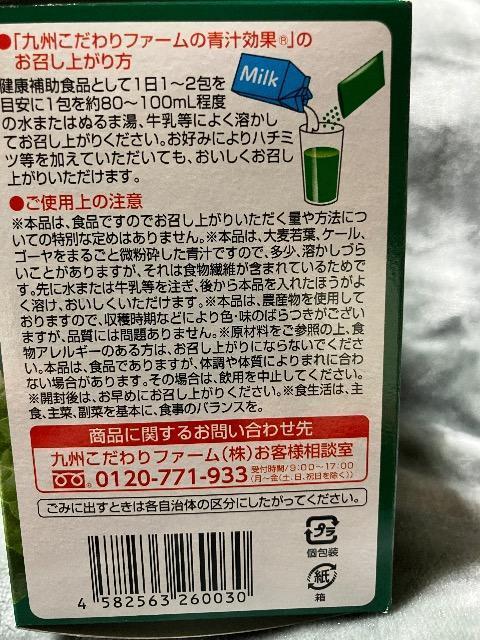 ●「九州こだわりファームの青汁効果®」の
お召し上がり方
健康補助食品として1日1~2包を
目安に1包を約80~100mL程度
の水またはぬるま湯、牛乳等によく溶かし
てお召し上がりください。お好みによりハチミ
ツ等を加えていただいても、おいしくお召し
上がりいただけます。
Milk
●ご使用上の注意
※本品は、食品ですのでお召し上がりいただく量や方法につ
いての特別な定めはありません。※本品は、大麦若葉、ケール、
ゴーヤをまるごと微粉砕した青汁ですので、多少、溶かしづら
いことがありますが、それは食物繊維が含まれているためで
す。先に水または牛乳等を注ぎ、後から本品を入れたほうがよ
く溶け、おいしくいただけます。※本品は、農産物を使用して
おりますので、収穫時期などにより色・味のばらつきがござい
ますが、品質には問題ありません。※原材料をご参照の上、食
物アレルギーのある方は、お召し上がりにならないでくださ
い。本品は、食品でありますが、体調や体質によりまれに合わ
ない場合があります。その場合は、飲用を中止してください。
※開封後は、お早めにお召し上がりください。※食生活は、主
食、主菜、副菜を基本に、食事のバランスを。
商品に関するお問い合わせ先
九州こだわりファーム(株)お客様相談室
0120-771-933 受付時間/9:00~17:00
(月~金(土、日、祝日を除く))
ごみに出すときは各自治体の区分にしたがってください。
プラ
個包装
紙
箱
4 582563 260030